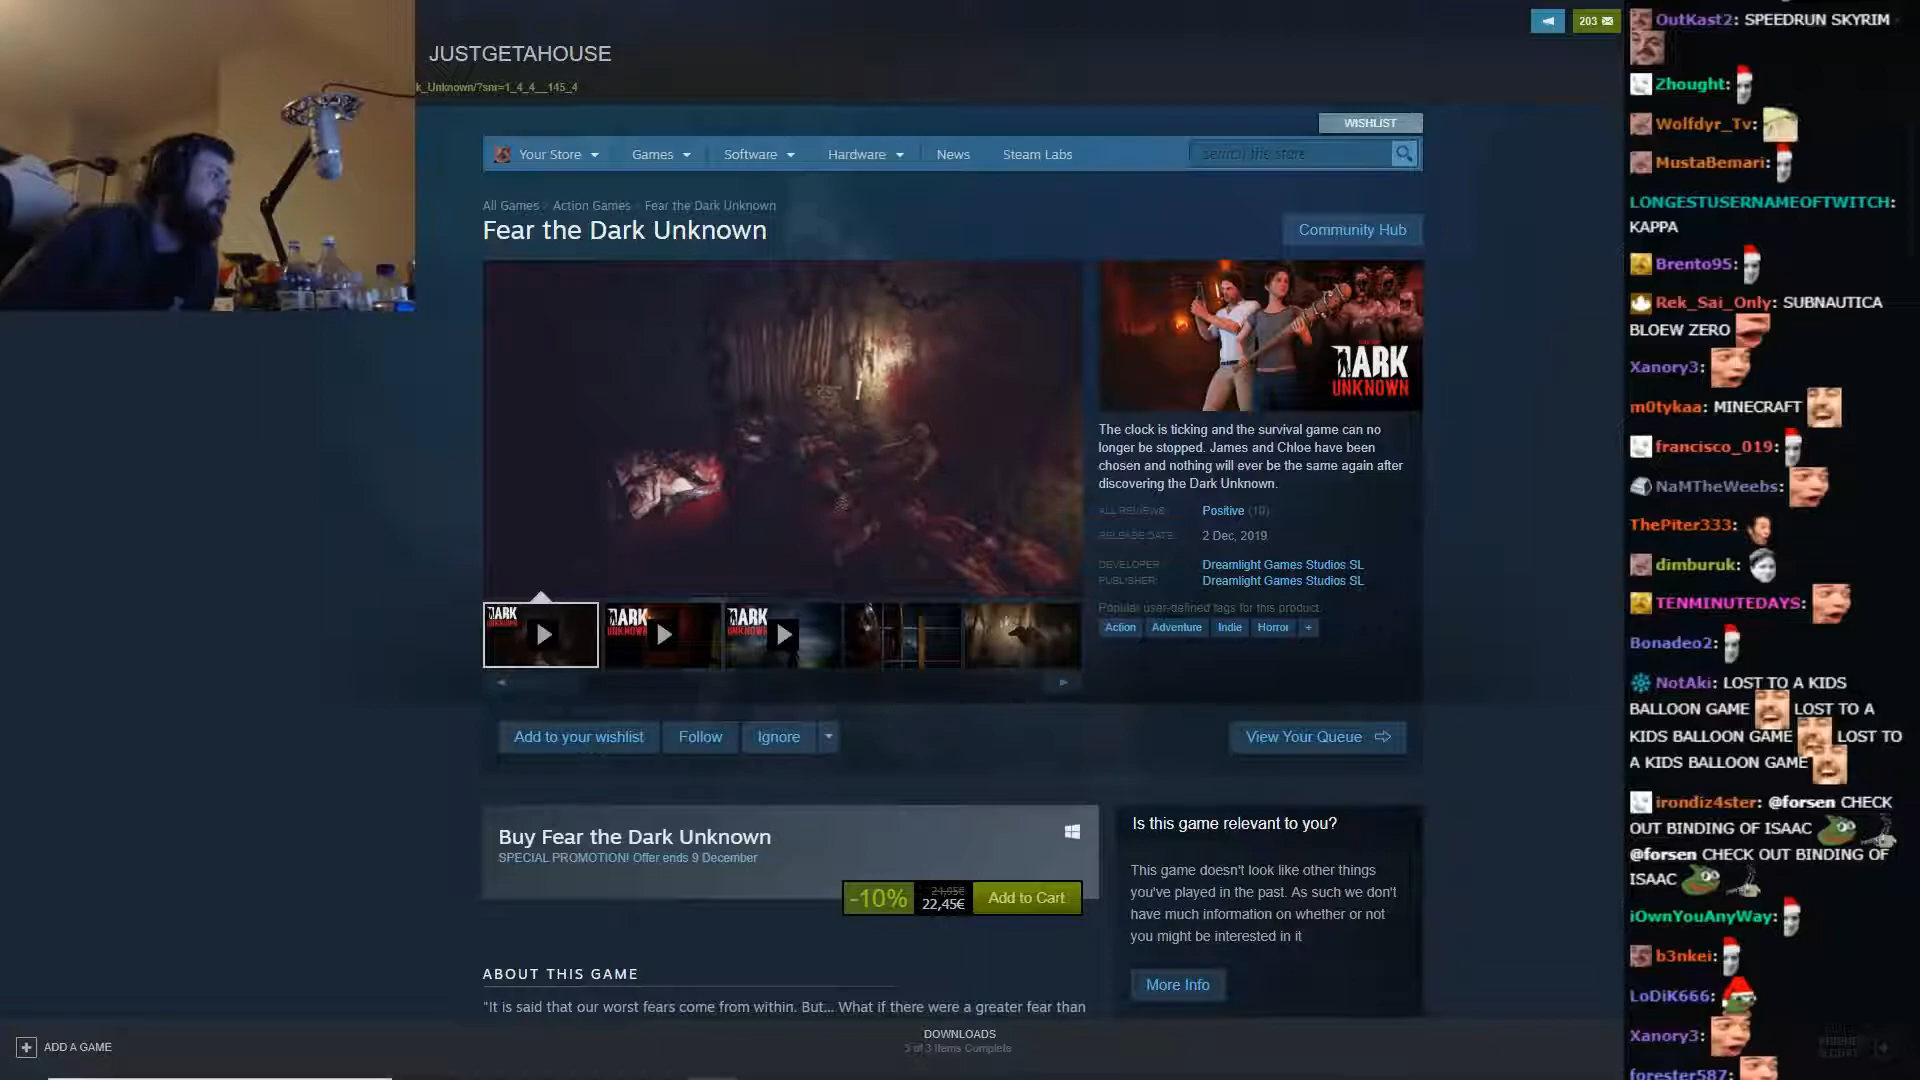 JUSTGETAHOUSE
k_Unknown/?snr=1_4_4__145_4
203
WISHLIST
Your Store
Games
Software
Hardware
News
Steam Labs
search the store
All Games
Action Games
Fear the Dark Unknown
Fear the Dark Unknown
Community Hub
DARK
UNKNOWN
The clock is ticking and the survival game can no
longer be stopped. James and Chloe have been
chosen and nothing will ever be the same again after
discovering the Dark Unknown.
ALL REVIEWS:
Positive (19)
RELEASE DATE:
2 Dec, 2019
DEVELOPER:
Dreamlight Games Studios SL
PUBLISHER:
Dreamlight Games Studios SL
Popular user-defined tags for this product:
Action
Adventure
Indie
Horror
+
DARK
UNKNOWN
DARK
UNKNOWN
DARK
UNKNOWN
Add to your wishlist
Follow
Ignore
View Your Queue
Buy Fear the Dark Unknown
SPECIAL PROMOTION! Offer ends 9 December
-10%
24,95€
22,45€
Add to Cart
Is this game relevant to you?
This game doesn't look like other things
you've played in the past. As such we don't
have much information on whether or not
you might be interested in it
More Info
ABOUT THIS GAME
"It is said that our worst fears come from within. But... What if there were a greater fear than
ADD A GAME
DOWNLOADS
3 of 3 Items Complete
OutKast2: SPEEDRUN SKYRIM
Zhought:
Wolfdyr_Tv:
MustaBemari:
LONGESTUSERNAMEOFTWITCH:
KAPPA
Brento95:
Rek_Sai_Only: SUBNAUTICA
BLOEW ZERO
Xanory3:
m0tykaa: MINECRAFT
francisco_019:
NaMTheWeebs:
ThePiter333:
dimburuk:
TENMINUTEDAYS:
Bonadeo2:
NotAki: LOST TO A KIDS
BALLOON GAME LOST TO A
KIDS BALLOON GAME LOST TO
A KIDS BALLOON GAME
irondiz4ster: @forsen CHECK
OUT BINDING OF ISAAC
@forsen CHECK OUT BINDING OF
ISAAC
iOwnYouAnyWay:
b3nkei:
LoDiK666:
Xanory3:
forester587: